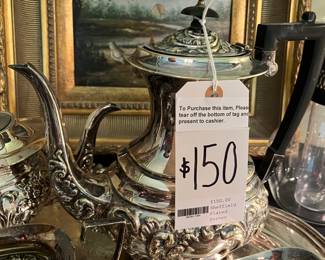 To Purchase this item, Please
tear off the bottom of tag and
present to cashier.
$150
$150.00
Sheffield
Plated